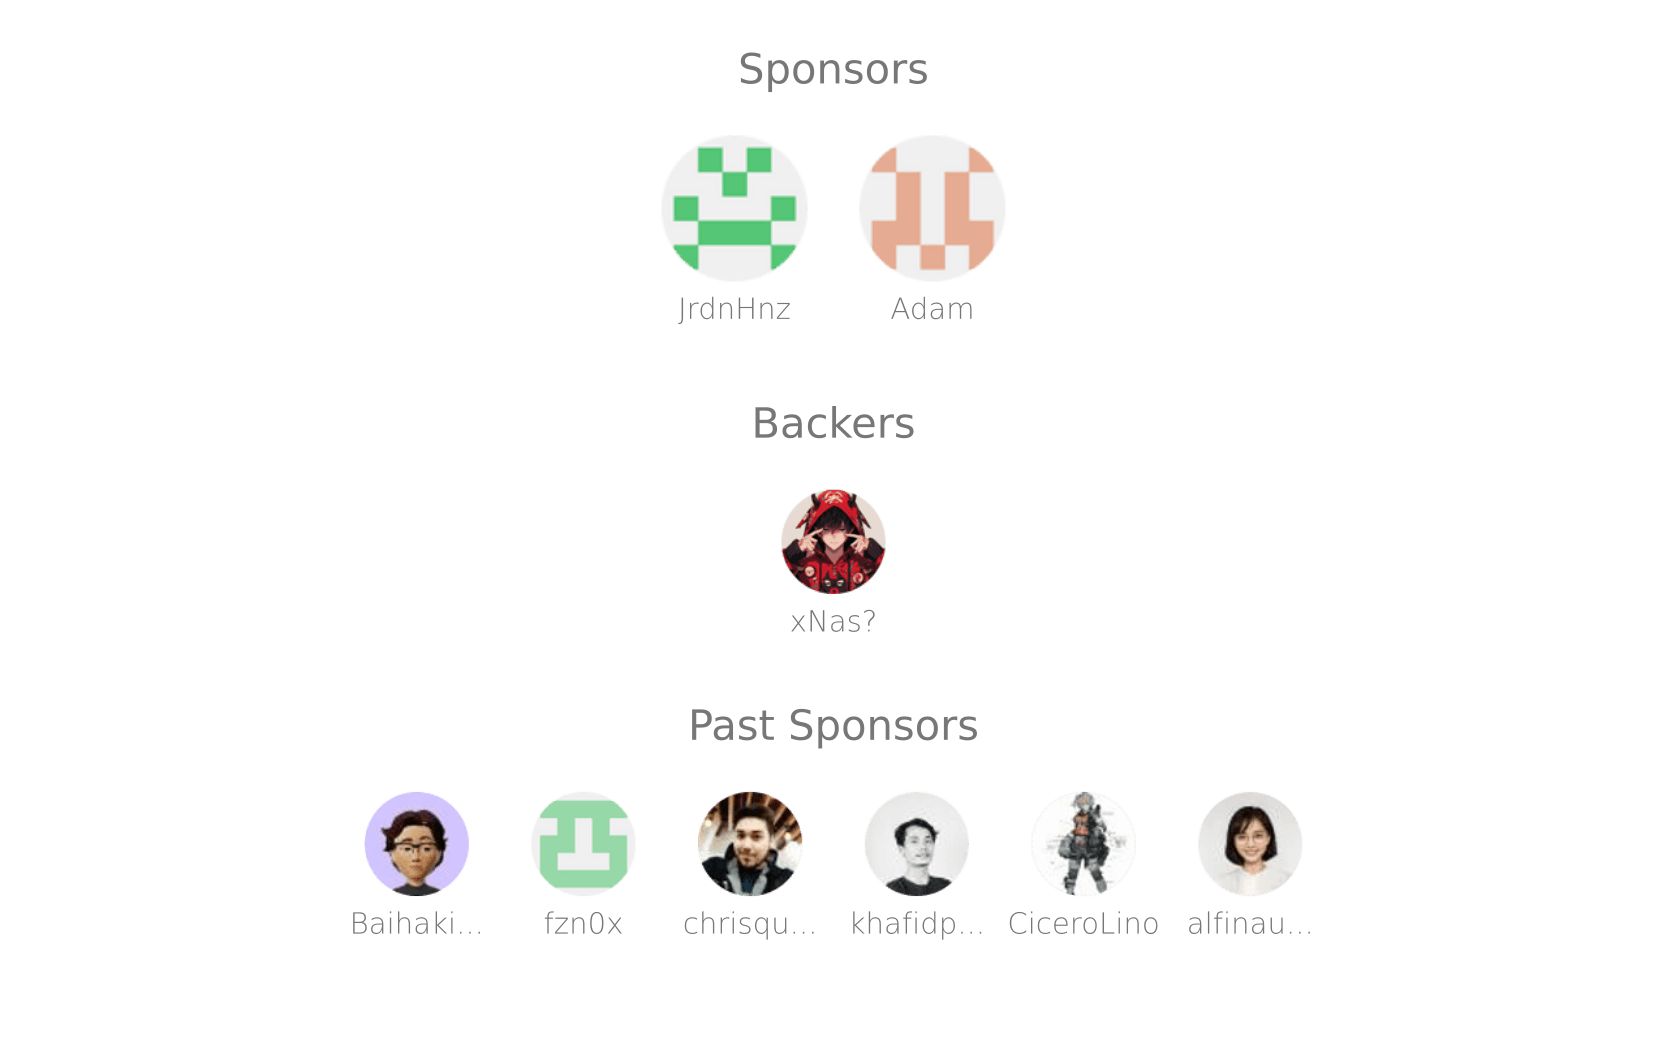 Sponsors
JrdnHnz Adam
Backers
xNas?
Past Sponsors
Baihaki... fzn0x chrisqu... khafidp... CiceroLino alfinau...